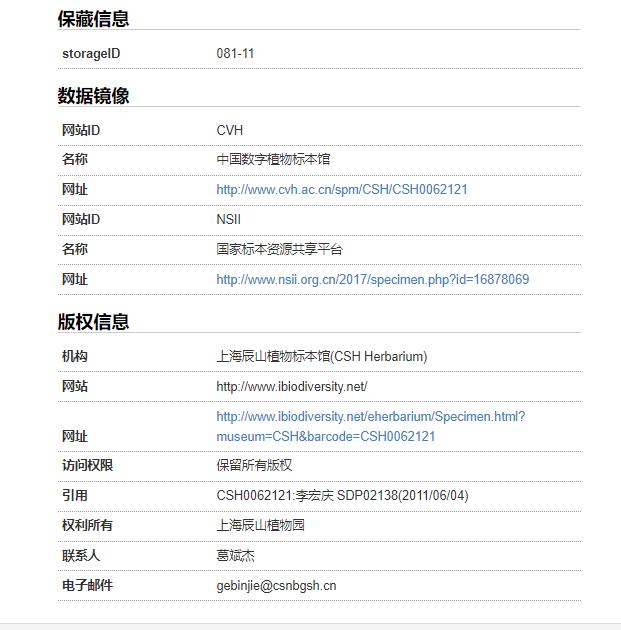 保藏信息
storageID 081-11
数据镜像
网站ID CVH
名称 中国数字植物标本馆
网址 http://www.cvh.ac.cn/spm/CSH/CSH0062121
网站ID NSII
名称 国家标本资源共享平台
网址 http://www.nsii.org.cn/2017/specimen.php?id=16878069
版权信息
机构 上海辰山植物标本馆(CSH Herbarium)
网站 http://www.ibiodiversity.net/
http://www.ibiodiversity.net/eherbarium/Specimen.html?
网址 museum=CSH&barcode=CSH0062121
访问权限 保留所有版权
引用 CSH0062121:李宏庆 SDP02138(2011/06/04)
权利所有 上海辰山植物园
联系人 葛斌杰
电子邮件 gebinjie@csnbgsh.cn